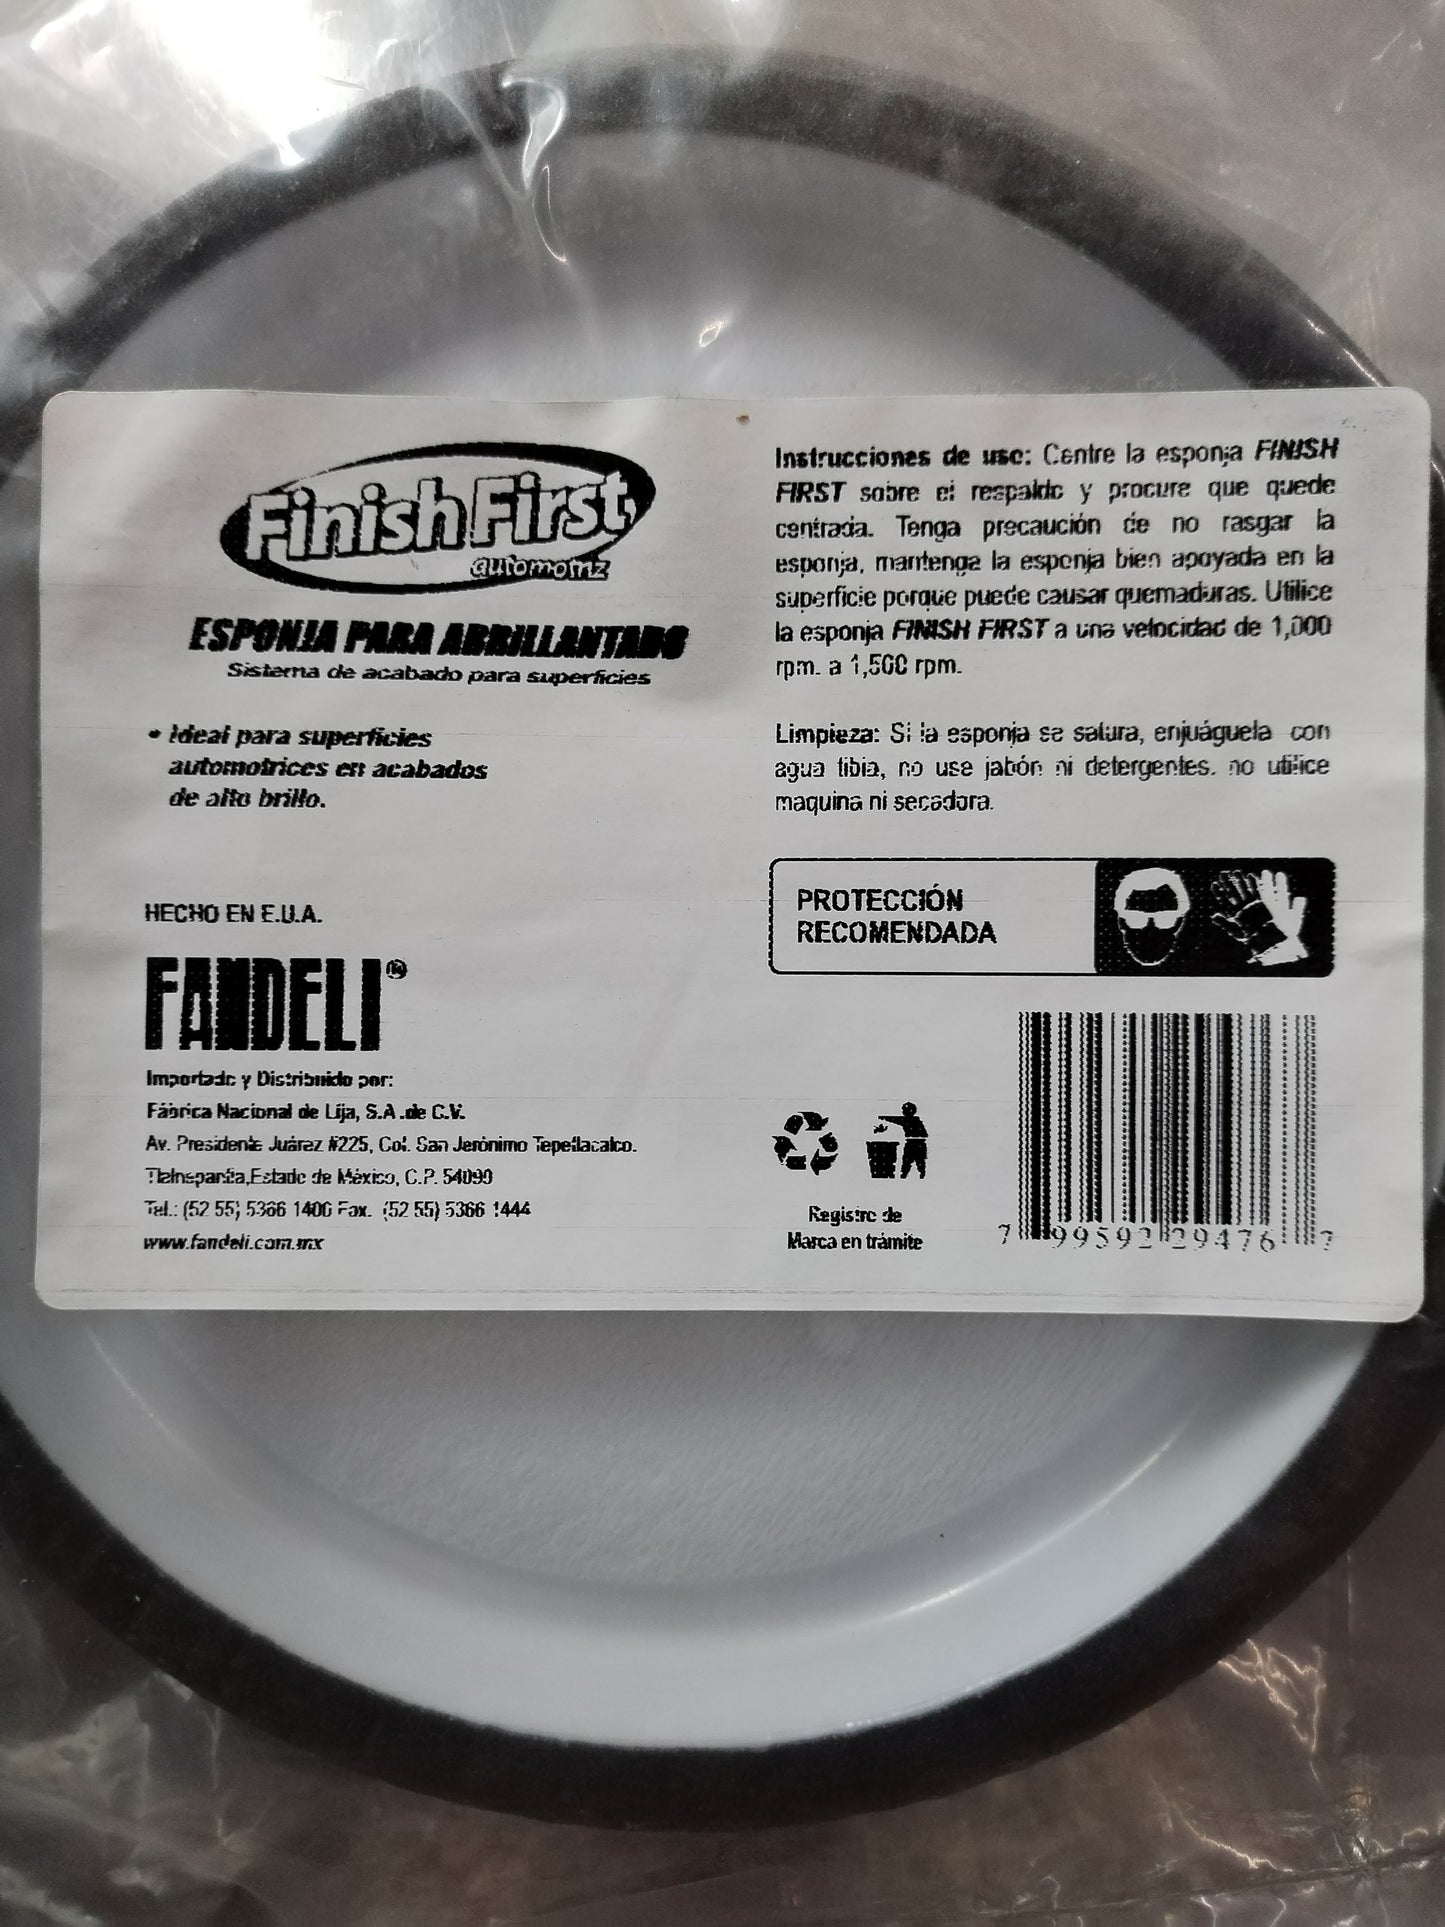 Finish First
automotriz
ESPONJA PARA ABRILLANTADO
Sistema de acabado para superficies
• Ideal para superficies
automotrices en acabados
de alto brillo.
HECHO EN E.U.A.
FANDELI®
Importado y Distribuido por:
Fábrica Nacional de Lija, S.A .de C.V.
Av. Presidente Juárez #225, Col. San Jerónimo Tepetlacalco.
Tlalnepantla,Estado de México, C.P. 54090
Tel.: (52 55) 5366 1400 Fax. (52 55) 5366 1444
www.fandeli.com.mx
Instrucciones de uso: Centre la esponja FINISH
FIRST sobre el respaldo y procure que quede
centrada. Tenga precaución de no rasgar la
esponja, mantenga la esponja bien apoyada en la
superficie porque puede causar quemaduras. Utilice
la esponja FINISH FIRST a una velocidad de 1,000
rpm. a 1,500 rpm.
Limpieza: Si la esponja se satura, enjuáguela con
agua tibia, no use jabón ni detergentes. no utilice
maquina ni secadora.
PROTECCIÓN
RECOMENDADA
Registro de
Marca en trámite
7 99592 29476 7